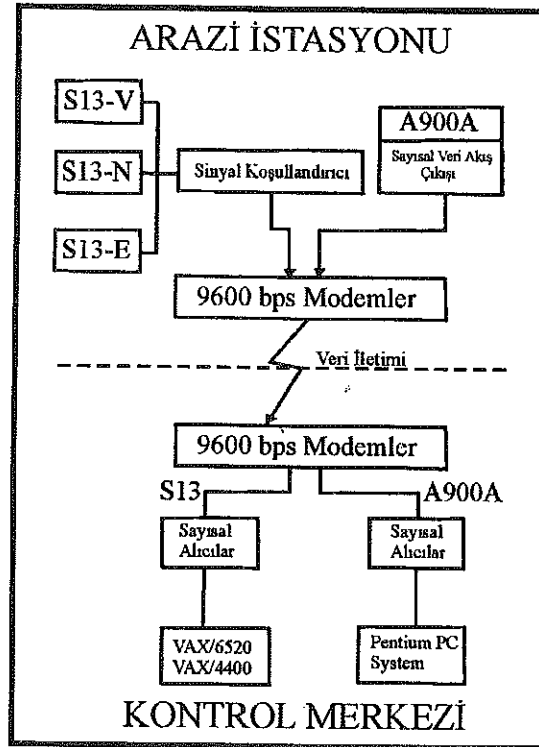 ARAZİ İSTASYONU
S13-V
S13-N
S13-E
Sinyal Koşullandırıcı
A900A
Sayısal Veri Akış
Çıkışı
9600 bps Modemler
Veri İletimi
9600 bps Modemler
S13
A900A
Sayısal
Alıcılar
Sayısal
Alıcılar
VAX/6520
VAX/4400
Pentium PC
System
KONTROL MERKEZİ